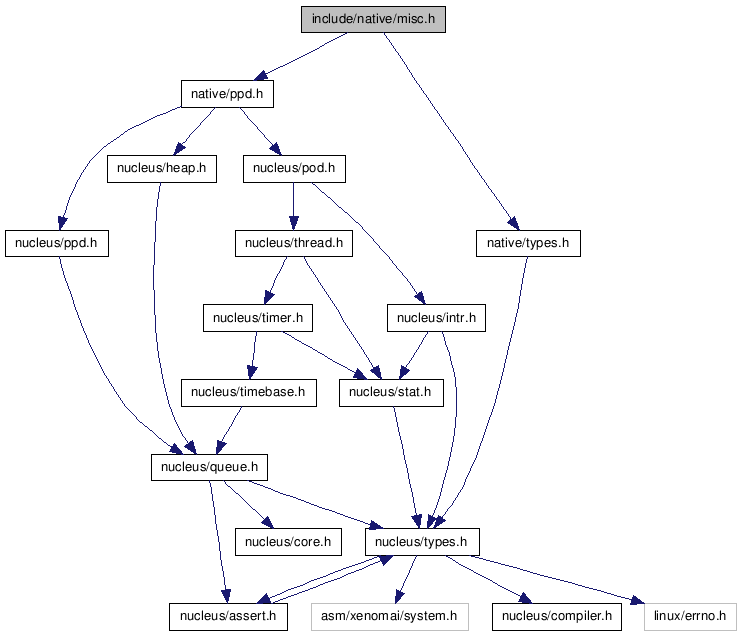 include/native/misc.h
native/ppd.h
nucleus/heap.h
nucleus/pod.h
nucleus/ppd.h
nucleus/thread.h
native/types.h
nucleus/timer.h
nucleus/intr.h
nucleus/timebase.h
nucleus/stat.h
nucleus/queue.h
nucleus/core.h
nucleus/types.h
nucleus/assert.h
asm/xenomai/system.h
nucleus/compiler.h
linux/errno.h